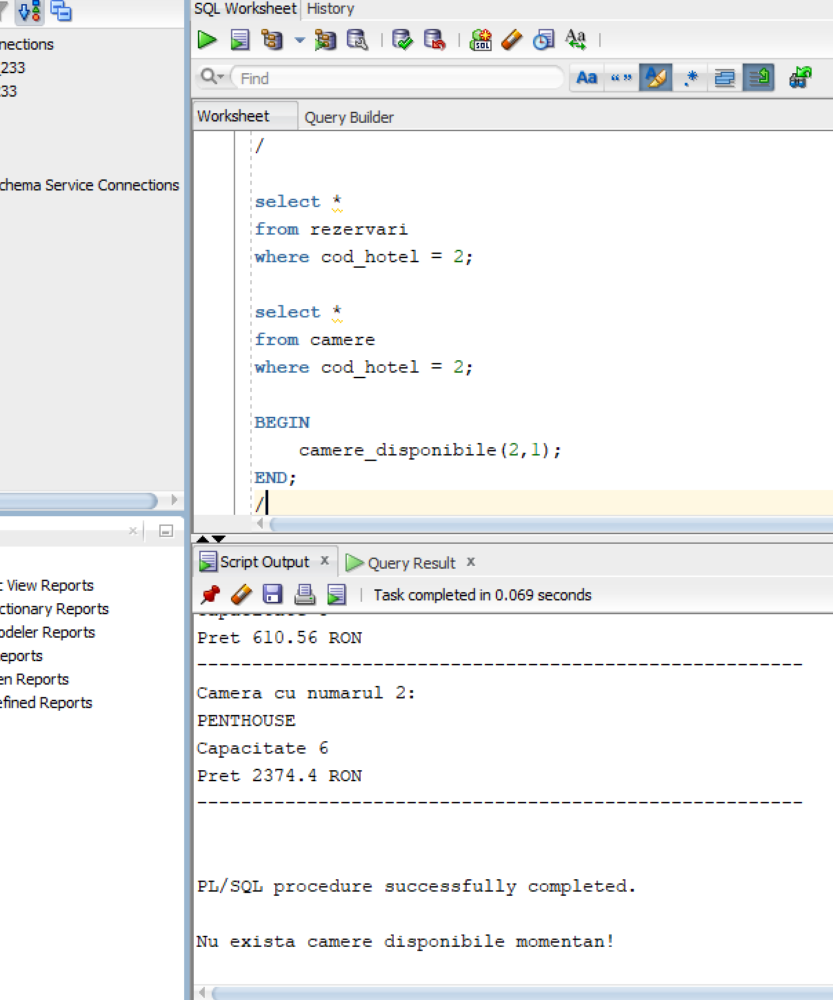 SQL Worksheet History
Find
Aa “ ” A .*
Worksheet Query Builder
nections
_233
33
chema Service Connections
/
select *
from rezervari
where cod_hotel = 2;
select *
from camere
where cod_hotel = 2;
BEGIN
camere_disponibile(2,1);
END;
/
t View Reports
ctionary Reports
odeler Reports
eports
en Reports
efined Reports
Script Output x Query Result x
Task completed in 0.069 seconds
Pret 610.56 RON
-------------------------------------------------------
Camera cu numarul 2:
PENTHOUSE
Capacitate 6
Pret 2374.4 RON
-------------------------------------------------------
PL/SQL procedure successfully completed.
Nu exista camere disponibile momentan!